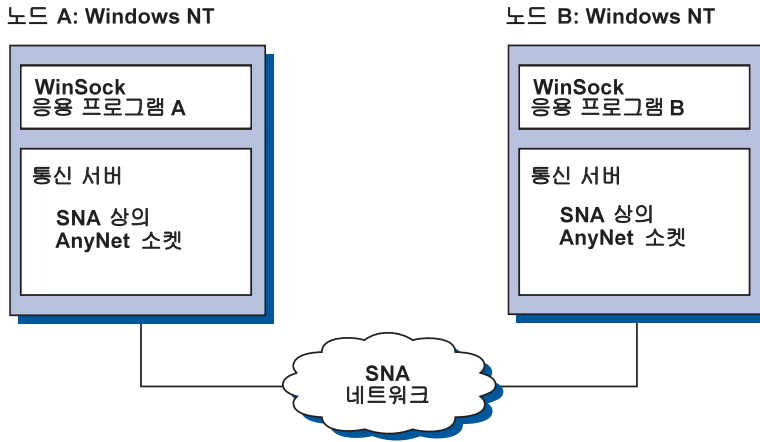 노드 A: Windows NT
WinSock
응용 프로그램 A
통신 서버
SNA 상의
AnyNet 소켓
노드 B: Windows NT
WinSock
응용 프로그램 B
통신 서버
SNA 상의
AnyNet 소켓
SNA
네트워크